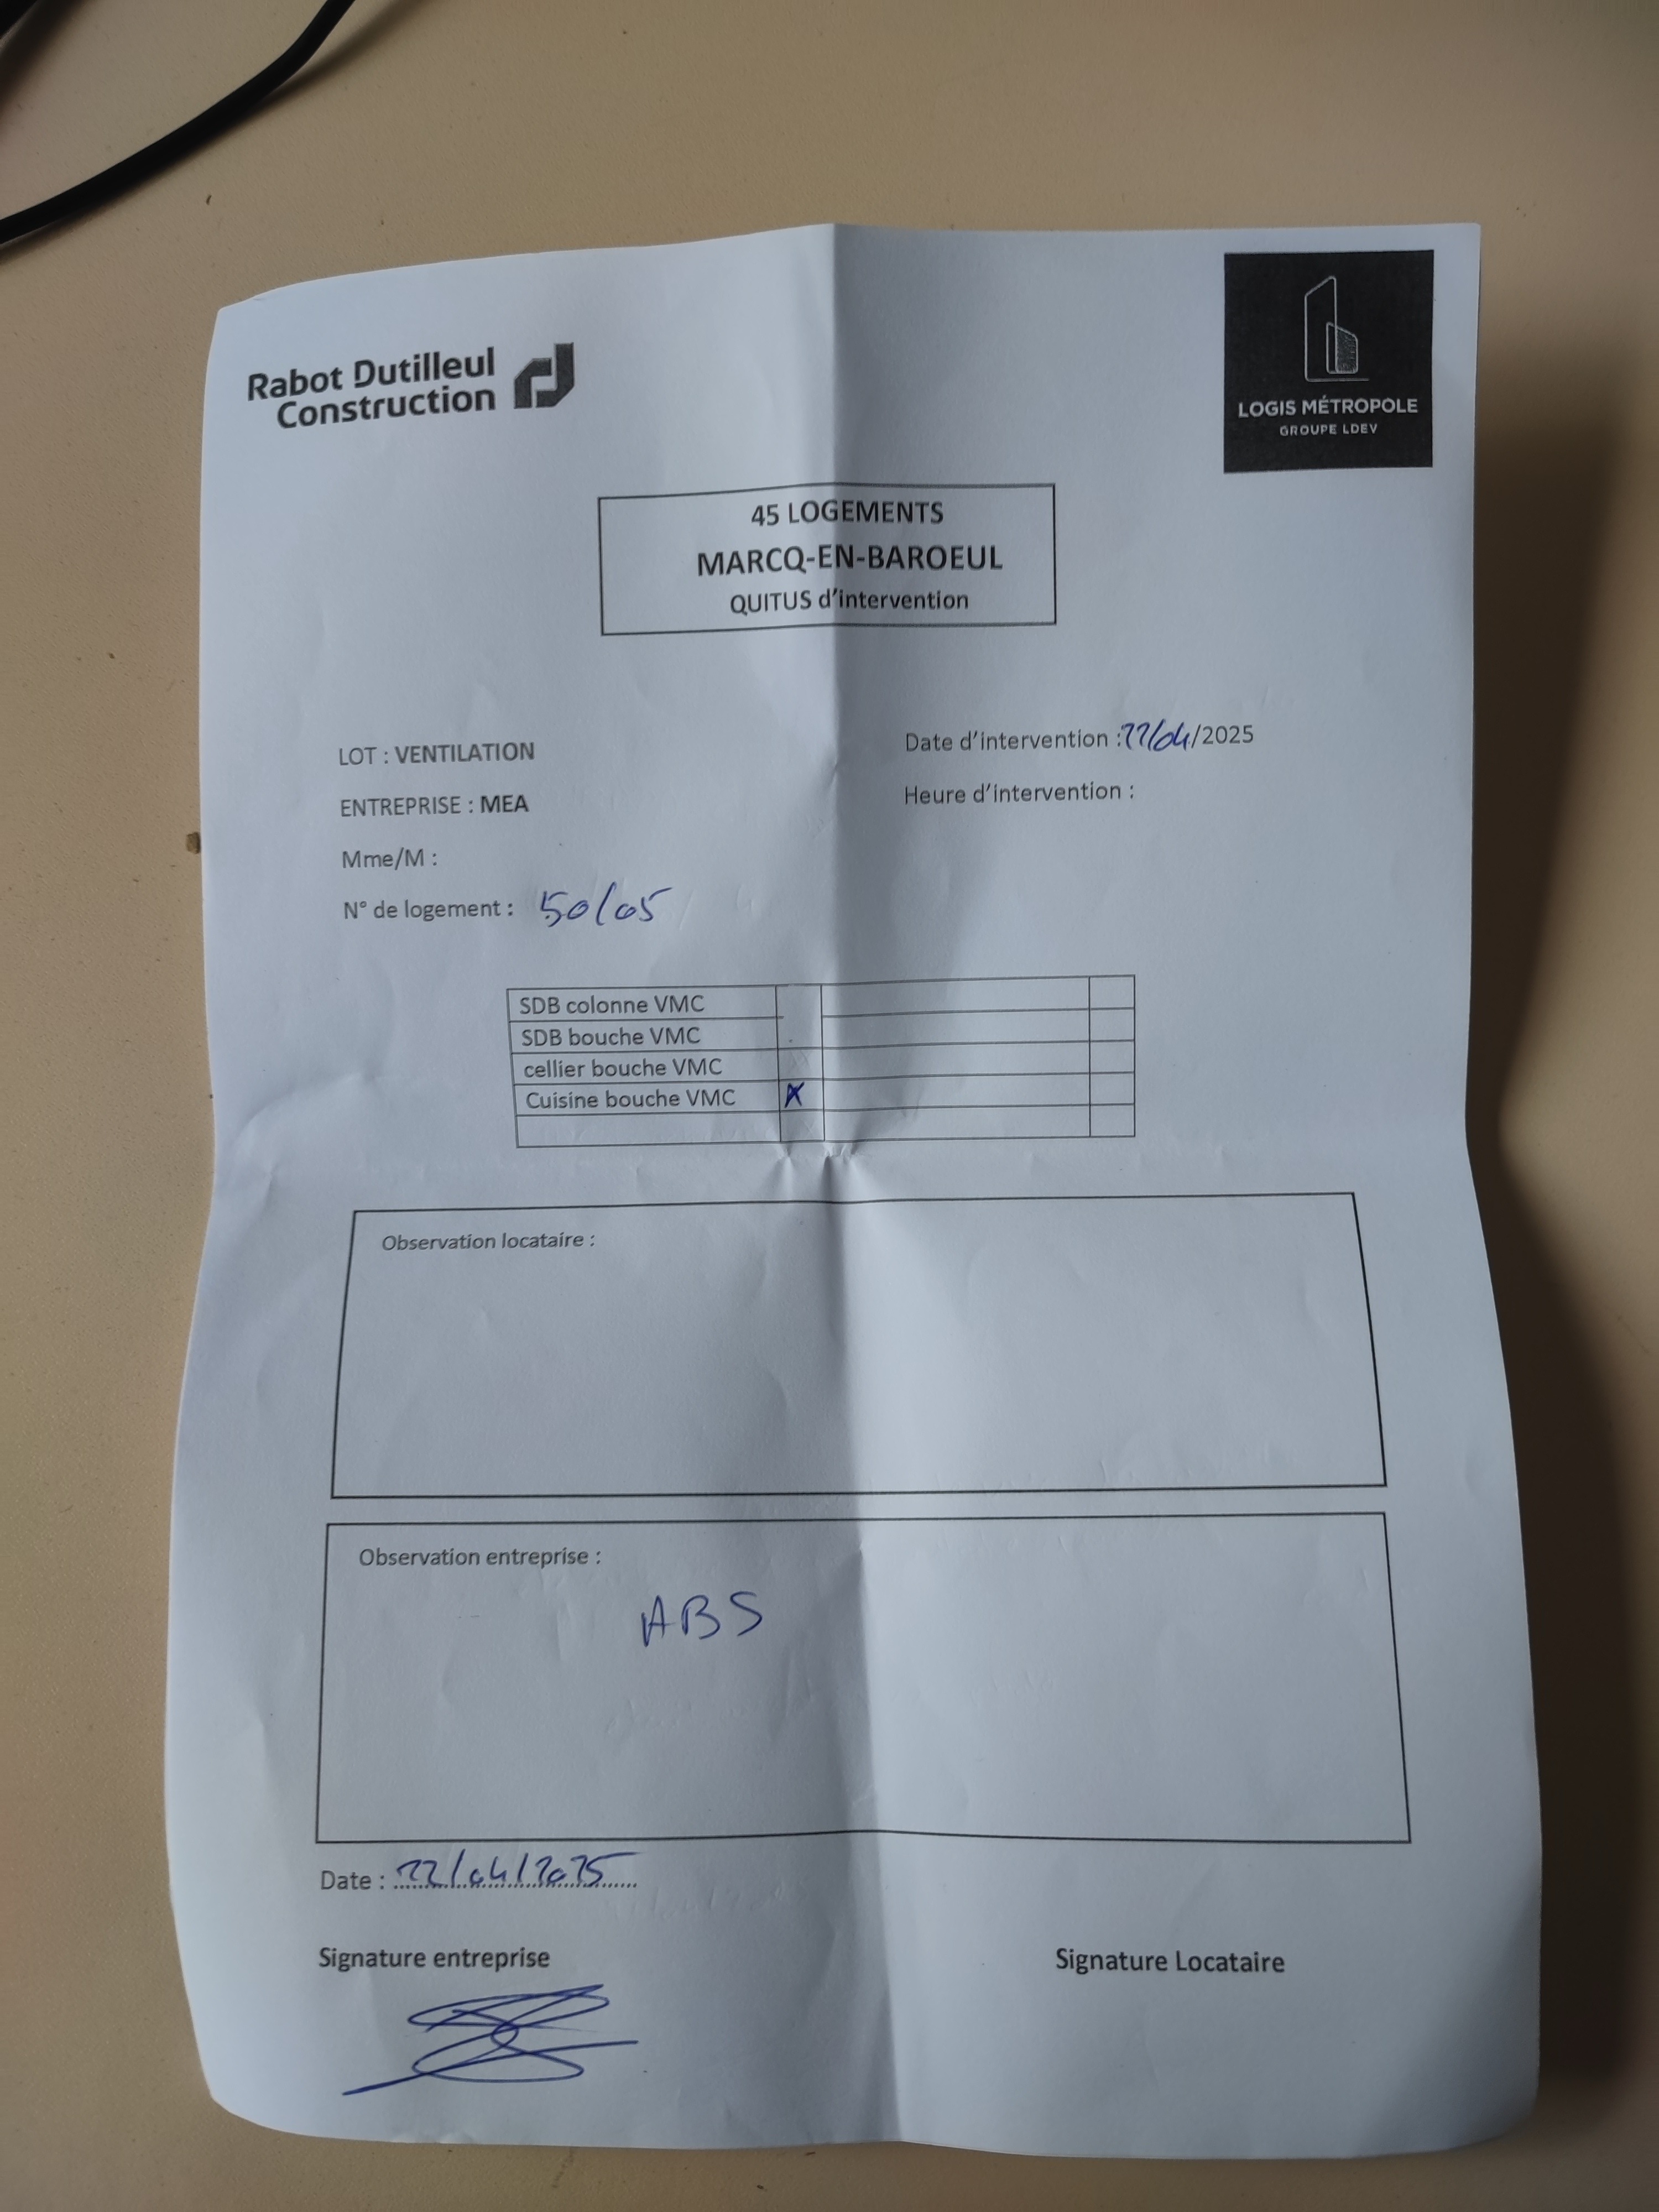 Rabot Dutilleul
Construction
LOGIS MÉTROPOLE
GROUPE LDEV
45 LOGEMENTS
MARCQ-EN-BAROEUL
QUITUS d'intervention
LOT : VENTILATION
Date d'intervention : 22/04/2025
ENTREPRISE : MEA
Heure d'intervention :
Mme/M :
N° de logement : 50/05
SDB colonne VMC
SDB bouche VMC
cellier bouche VMC
Cuisine bouche VMC X
Observation locataire :
Observation entreprise :
ABS
Date : 22/04/2025
Signature entreprise
Signature Locataire